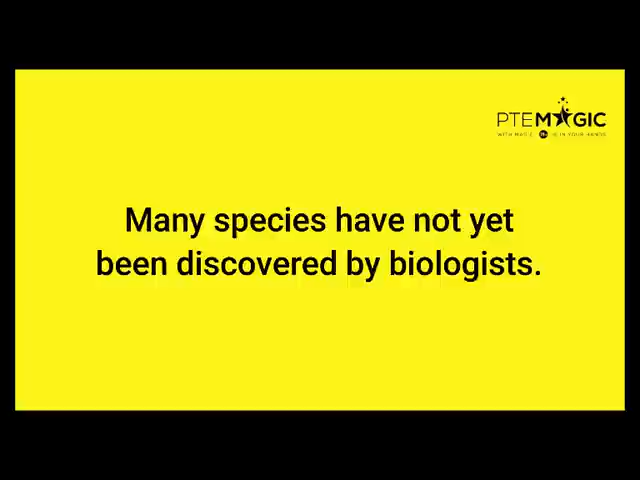 PTEMAGIC
Many species have not yet
been discovered by biologists.